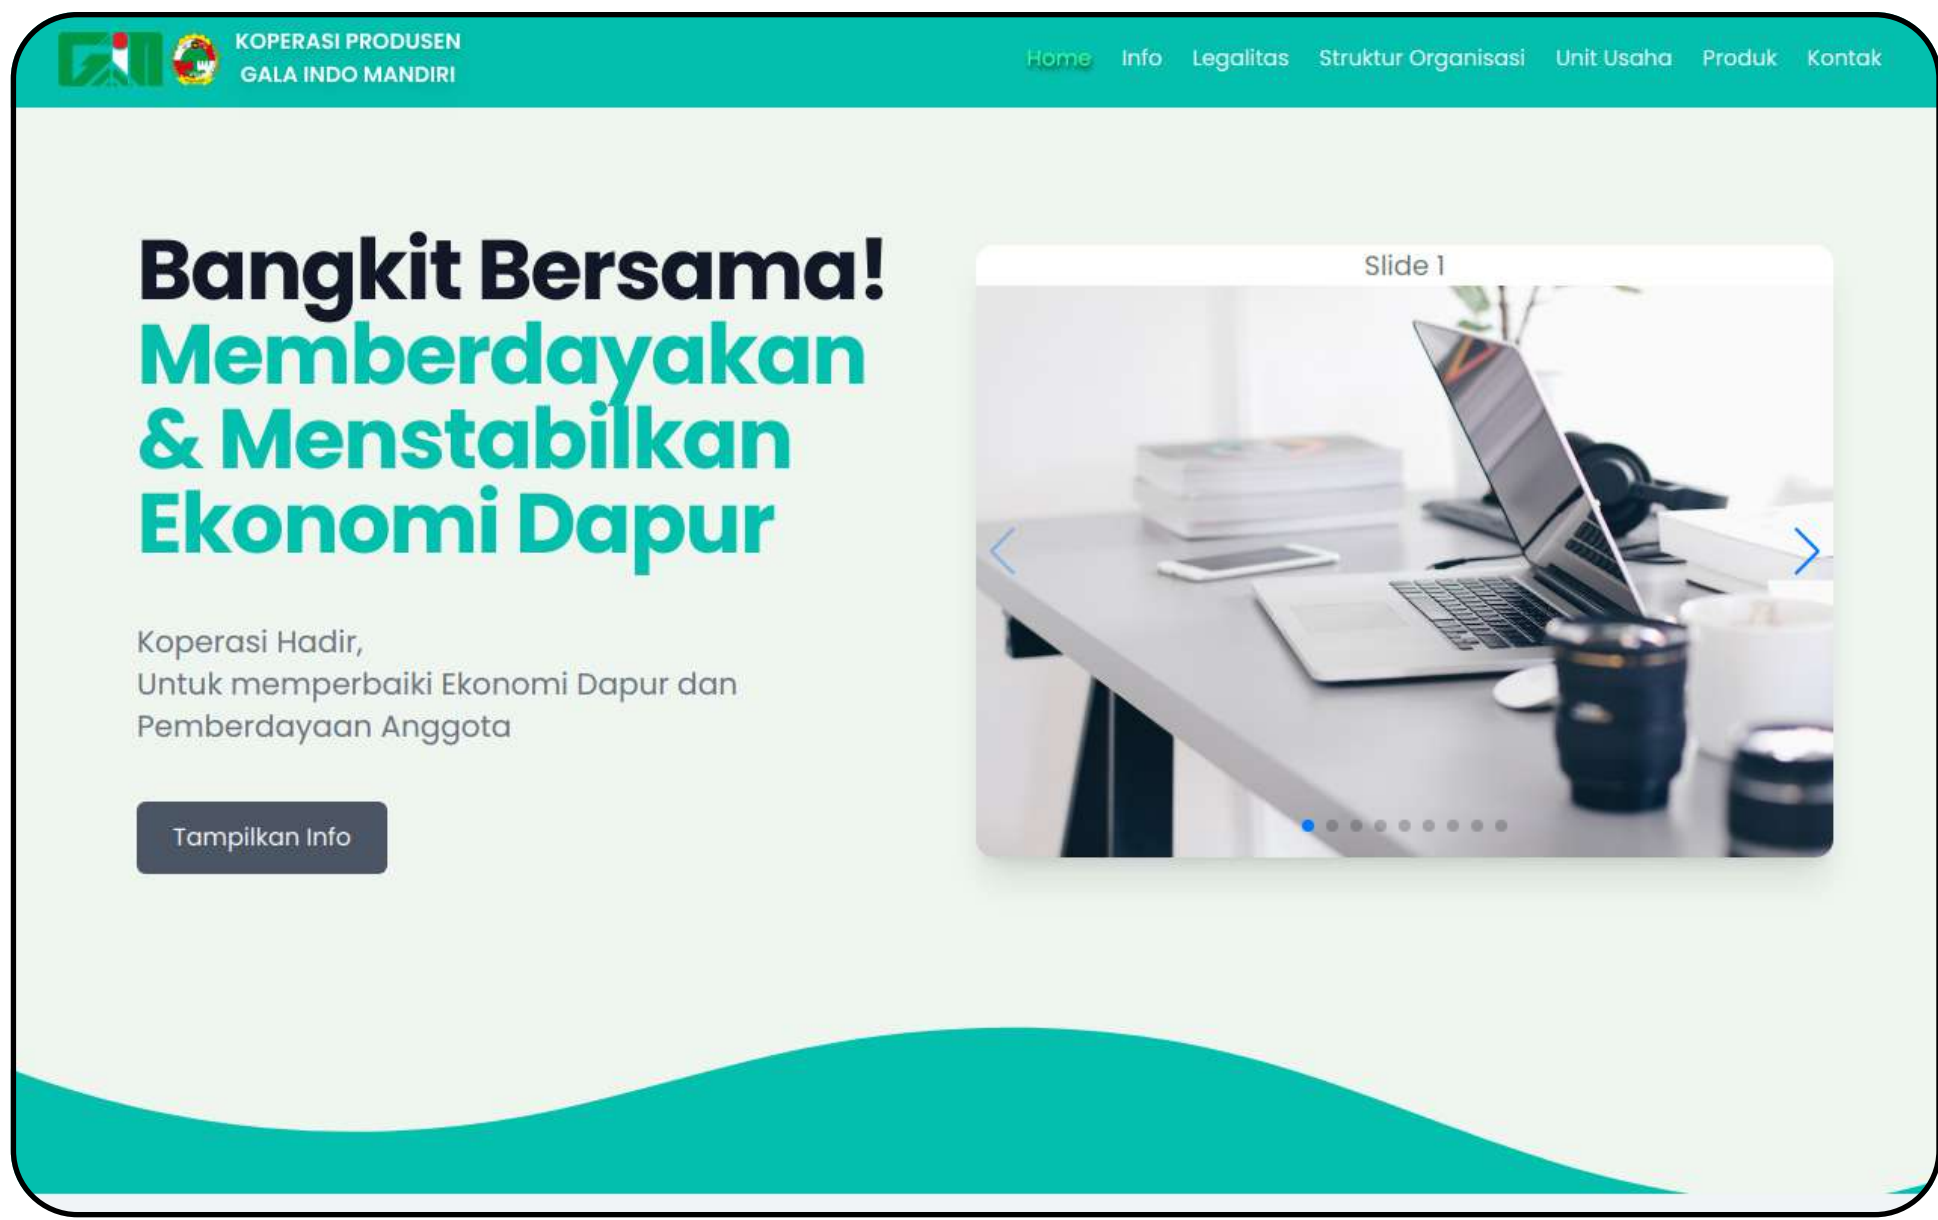 KOPERASI PRODUSEN
GALA INDO MANDIRI
Home Info Legalitas Struktur Organisasi Unit Usaha Produk Kontak
Bangkit Bersama!
Memberdayakan
& Menstabilkan
Ekonomi Dapur
Koperasi Hadir,
Untuk memperbaiki Ekonomi Dapur dan
Pemberdayaan Anggota
Tampilkan Info
Slide 1